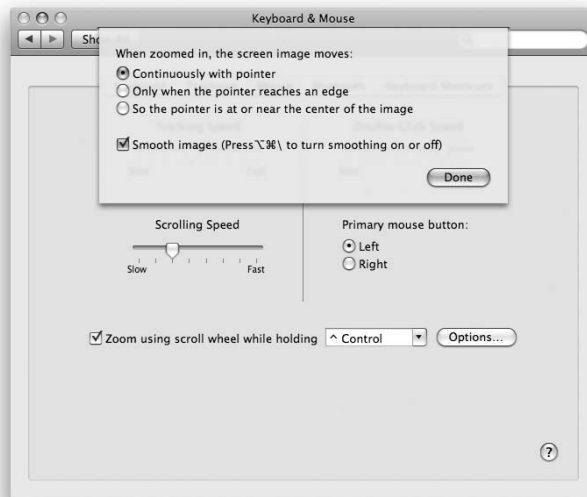 Keyboard & Mouse
When zoomed in, the screen image moves:
Continuously with pointer
Only when the pointer reaches an edge
So the pointer is at or near the center of the image
Smooth images (Press⌥⌘\ to turn smoothing on or off)
Done
Scrolling Speed
Slow
Fast
Primary mouse button:
Left
Right
Zoom using scroll wheel while holding
^ Control
Options...
?